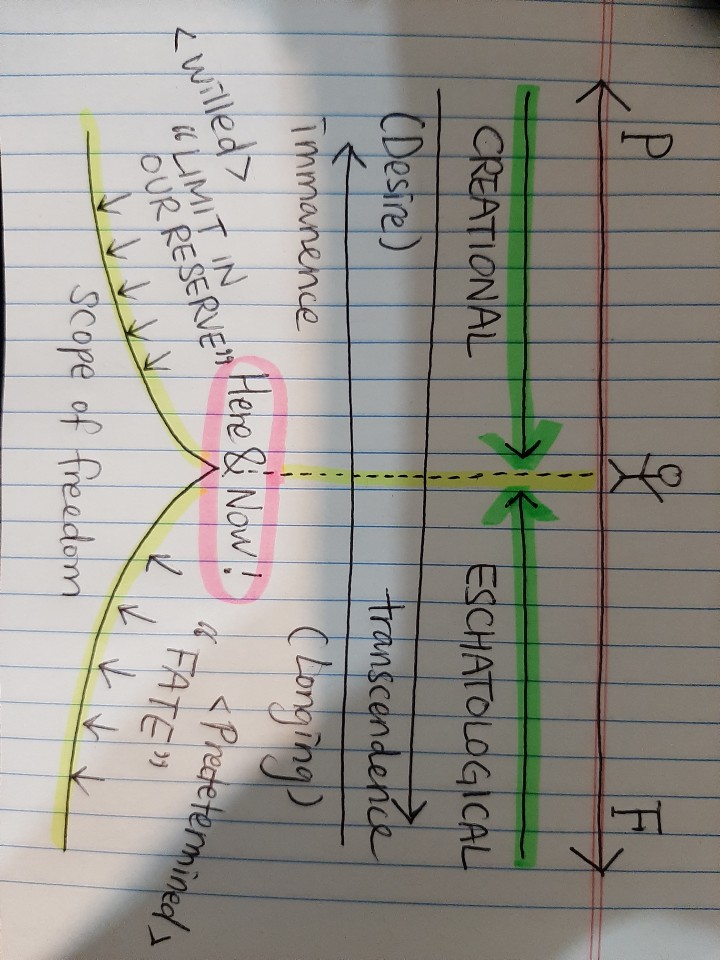 P
F
CREATIONAL
ESCHATOLOGICAL
(Desire)
transcendence
immanence
(Longing)
Here & Now!
<willed>
"LIMIT IN
OUR RESERVE"
<Predetermined>
"FATE"
Scope of freedom